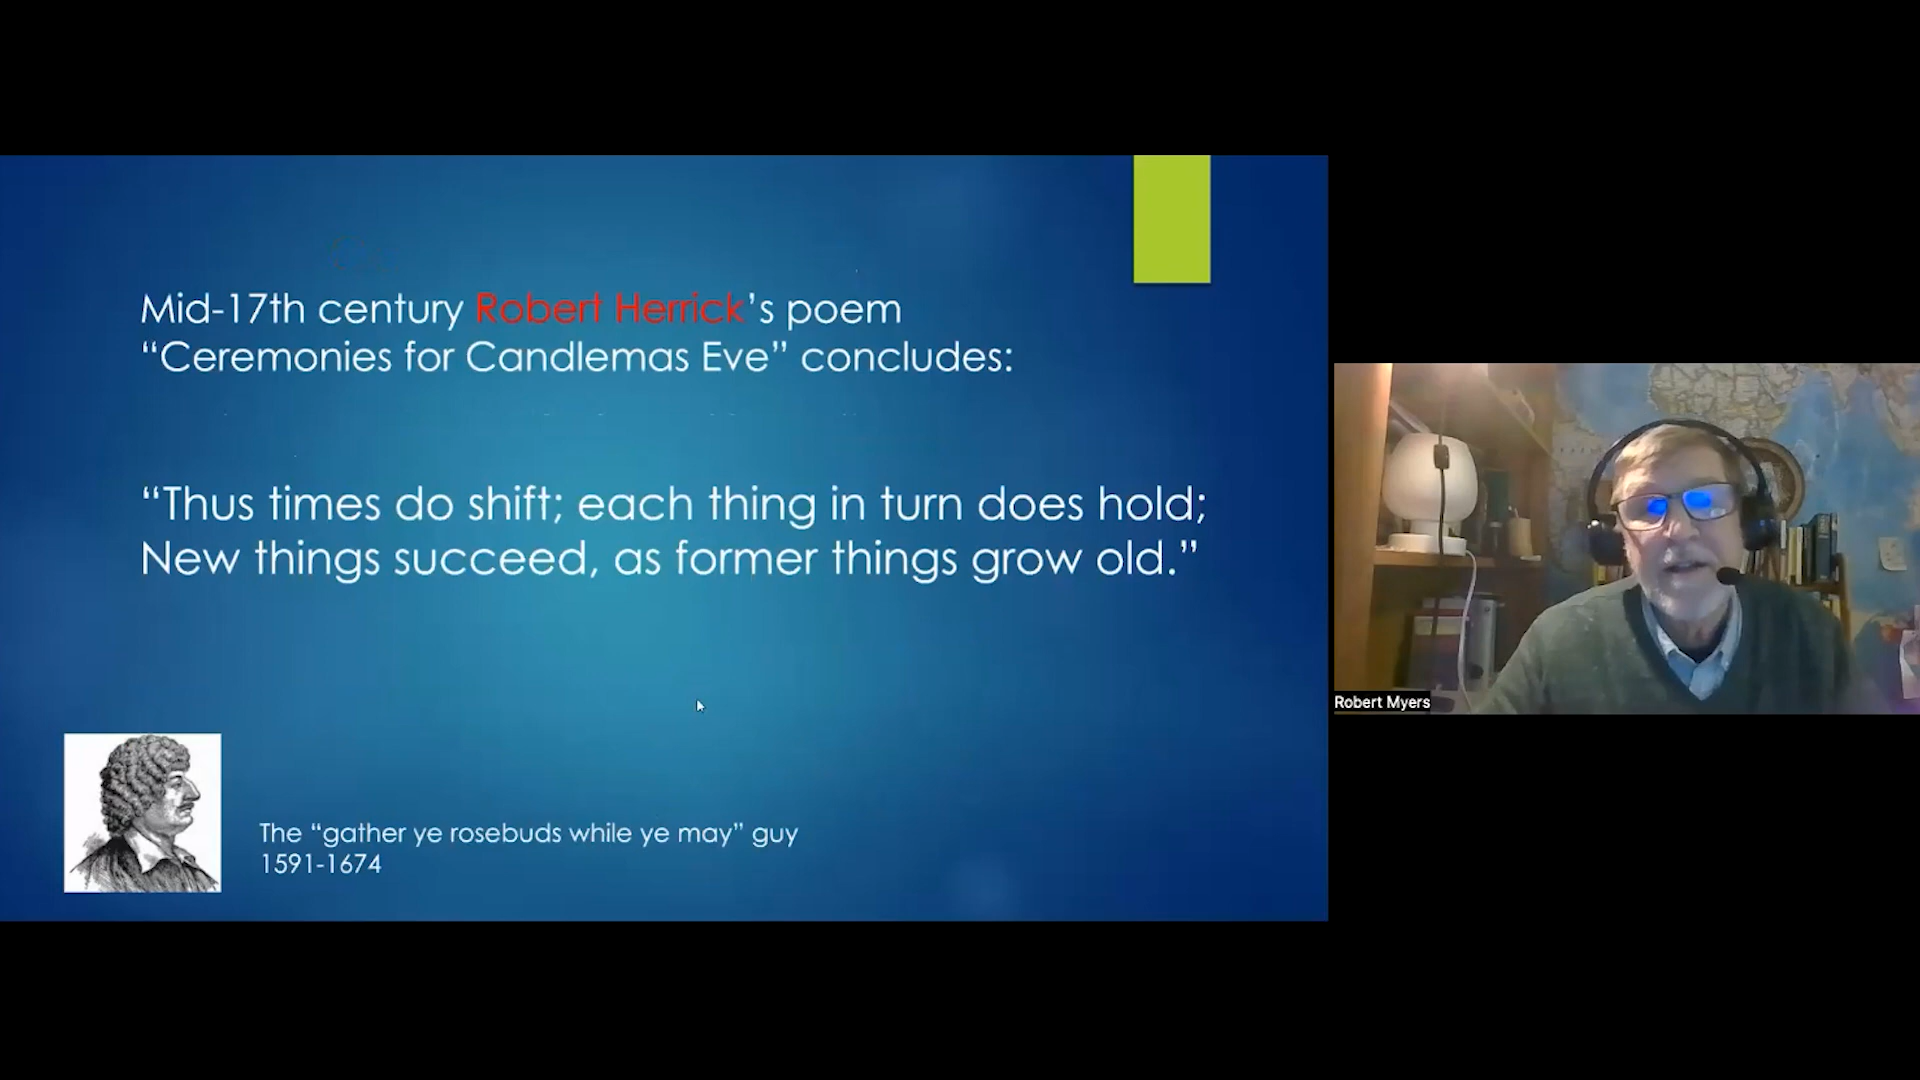 Mid-17th century Robert Herrick’s poem
“Ceremonies for Candlemas Eve” concludes:
“Thus times do shift; each thing in turn does hold;
New things succeed, as former things grow old.”
The “gather ye rosebuds while ye may” guy
1591-1674
Robert Myers